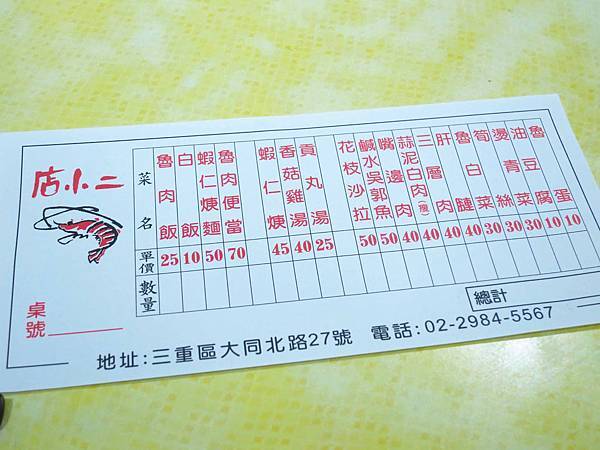 店小二
菜名
單價
數量
魯肉飯 25
白飯 10
蝦仁焿麵 50
魯肉便當 70
蝦仁焿 45
香菇雞湯 40
貢丸湯 25
花枝沙拉 50
鹹水吳郭魚 50
嘴邊肉 40
蒜泥白肉(瘦) 40
三層肉 40
肝鏈 40
魯白菜 30
筍絲 30
燙青菜 30
油豆腐 10
魯蛋 10
桌號
總計
地址:三重區大同北路27號 電話:02-2984-5567